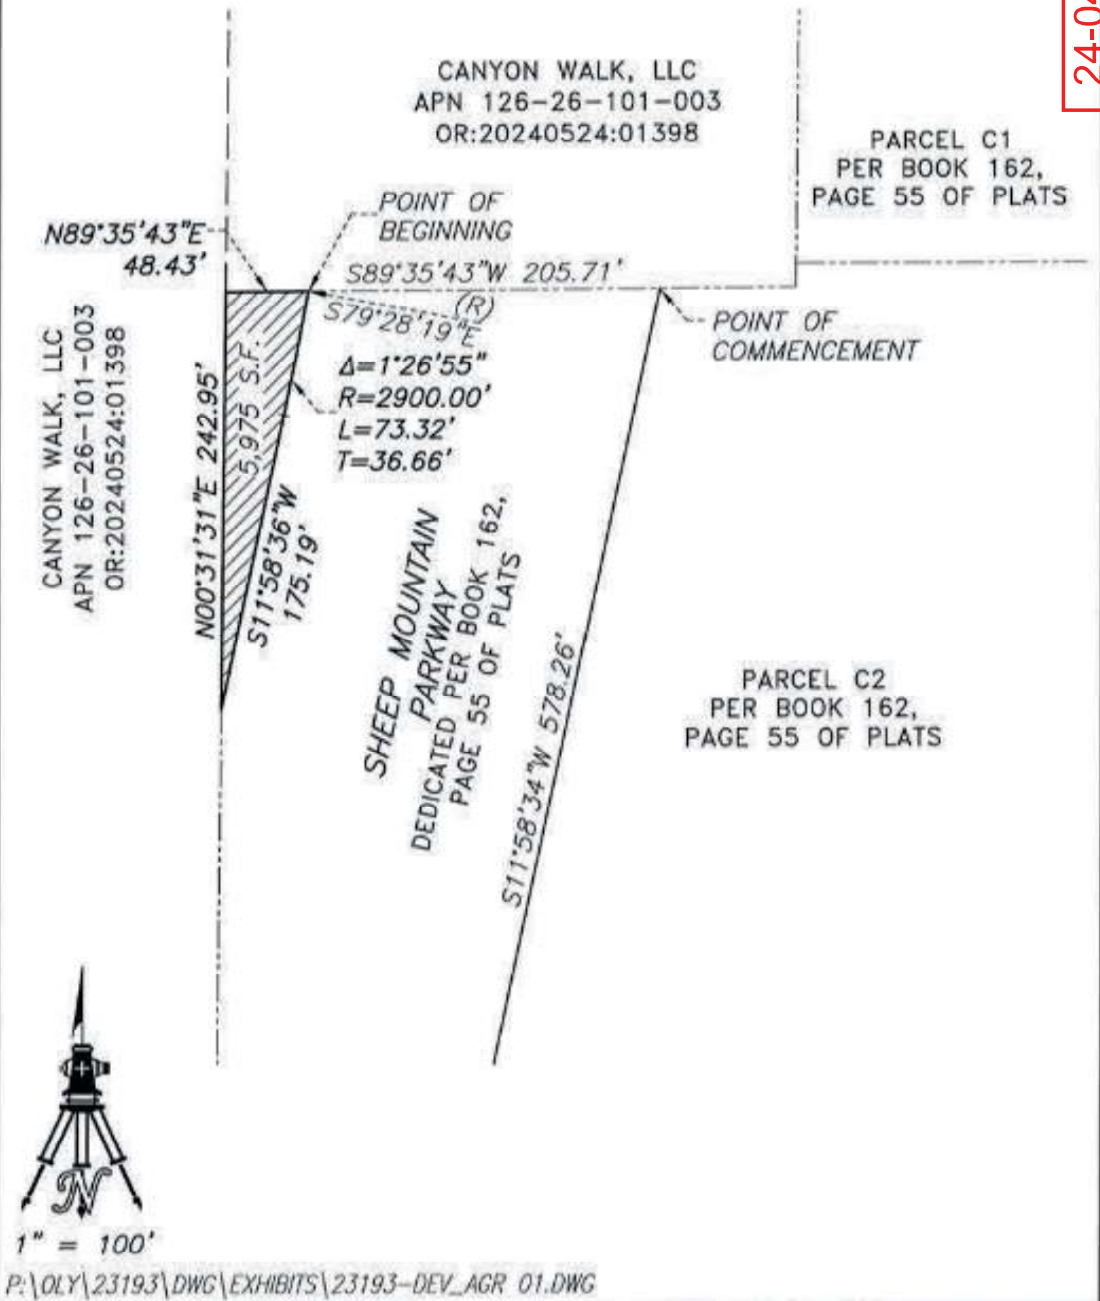 24-04
CANYON WALK, LLC
APN 126-26-101-003
OR:20240524:01398
PARCEL C1
PER BOOK 162,
PAGE 55 OF PLATS
POINT OF
BEGINNING
N89°35'43"E
48.43'
S89°35'43"W 205.71'
(R)
S79°28'19"E
POINT OF
COMMENCEMENT
CANYON WALK, LLC
APN 126-26-101-003
OR:20240524:01398
N00°31'31"E 242.95'
5,975 S.F.
Δ=1°26'55"
R=2900.00'
L=73.32'
T=36.66'
S11°58'36"W
175.19'
SHEEP MOUNTAIN
PARKWAY
DEDICATED PER BOOK 162,
PAGE 55 OF PLATS
S11°58'34"W 578.26'
PARCEL C2
PER BOOK 162,
PAGE 55 OF PLATS
N
1" = 100'
P:\OLY\23193\DWG\EXHIBITS\23193-DEV_AGR 01.DWG